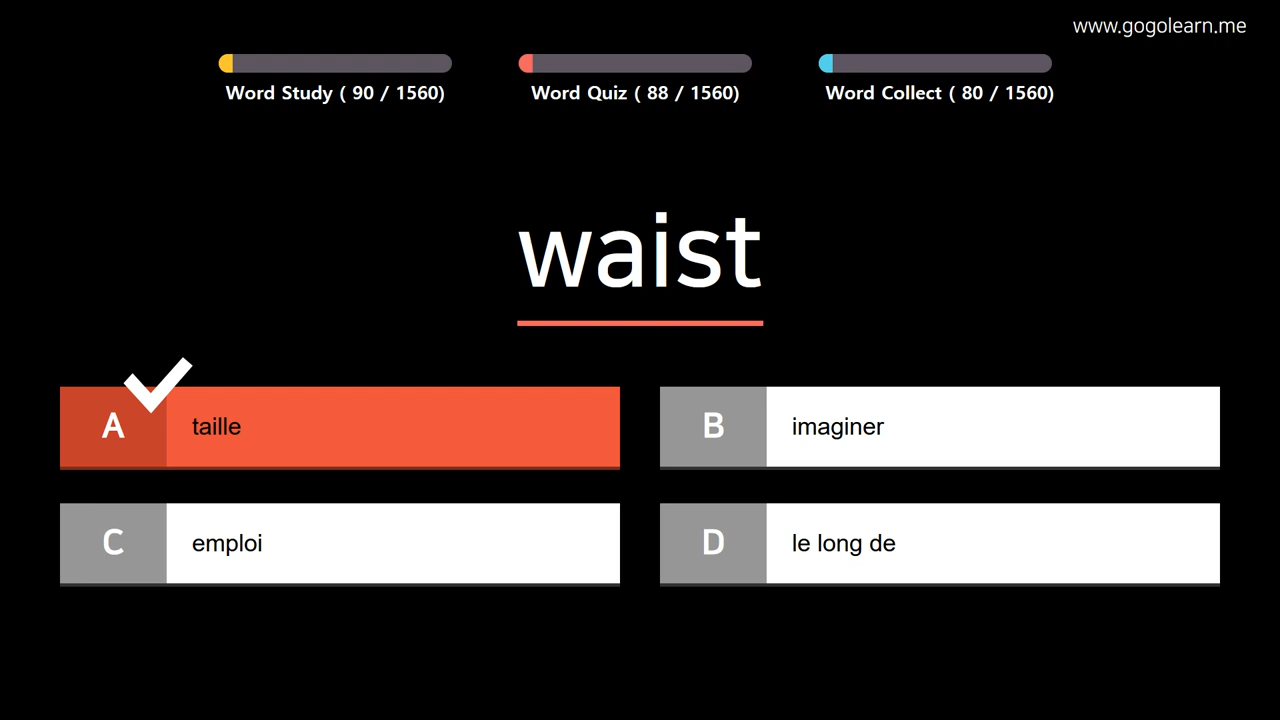 www.gogolearn.me
Word Study ( 90 / 1560)
Word Quiz ( 88 / 1560)
Word Collect ( 80 / 1560)
waist
A
taille
B
imaginer
C
emploi
D
le long de